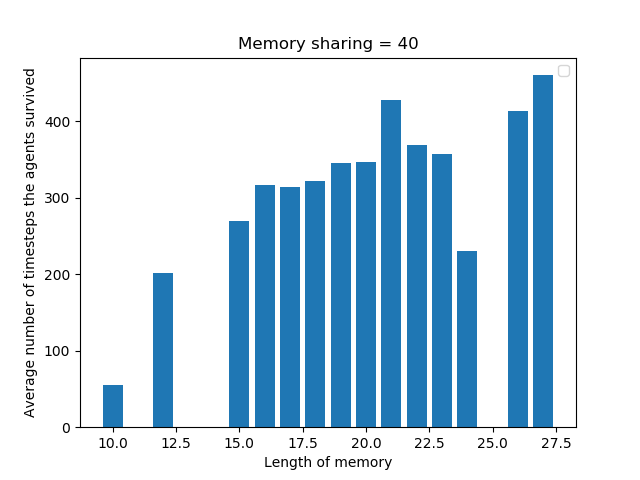 Memory sharing = 40
Average number of timesteps the agents survived
400
300
200
100
0
10.0 12.5 15.0 17.5 20.0 22.5 25.0 27.5
Length of memory